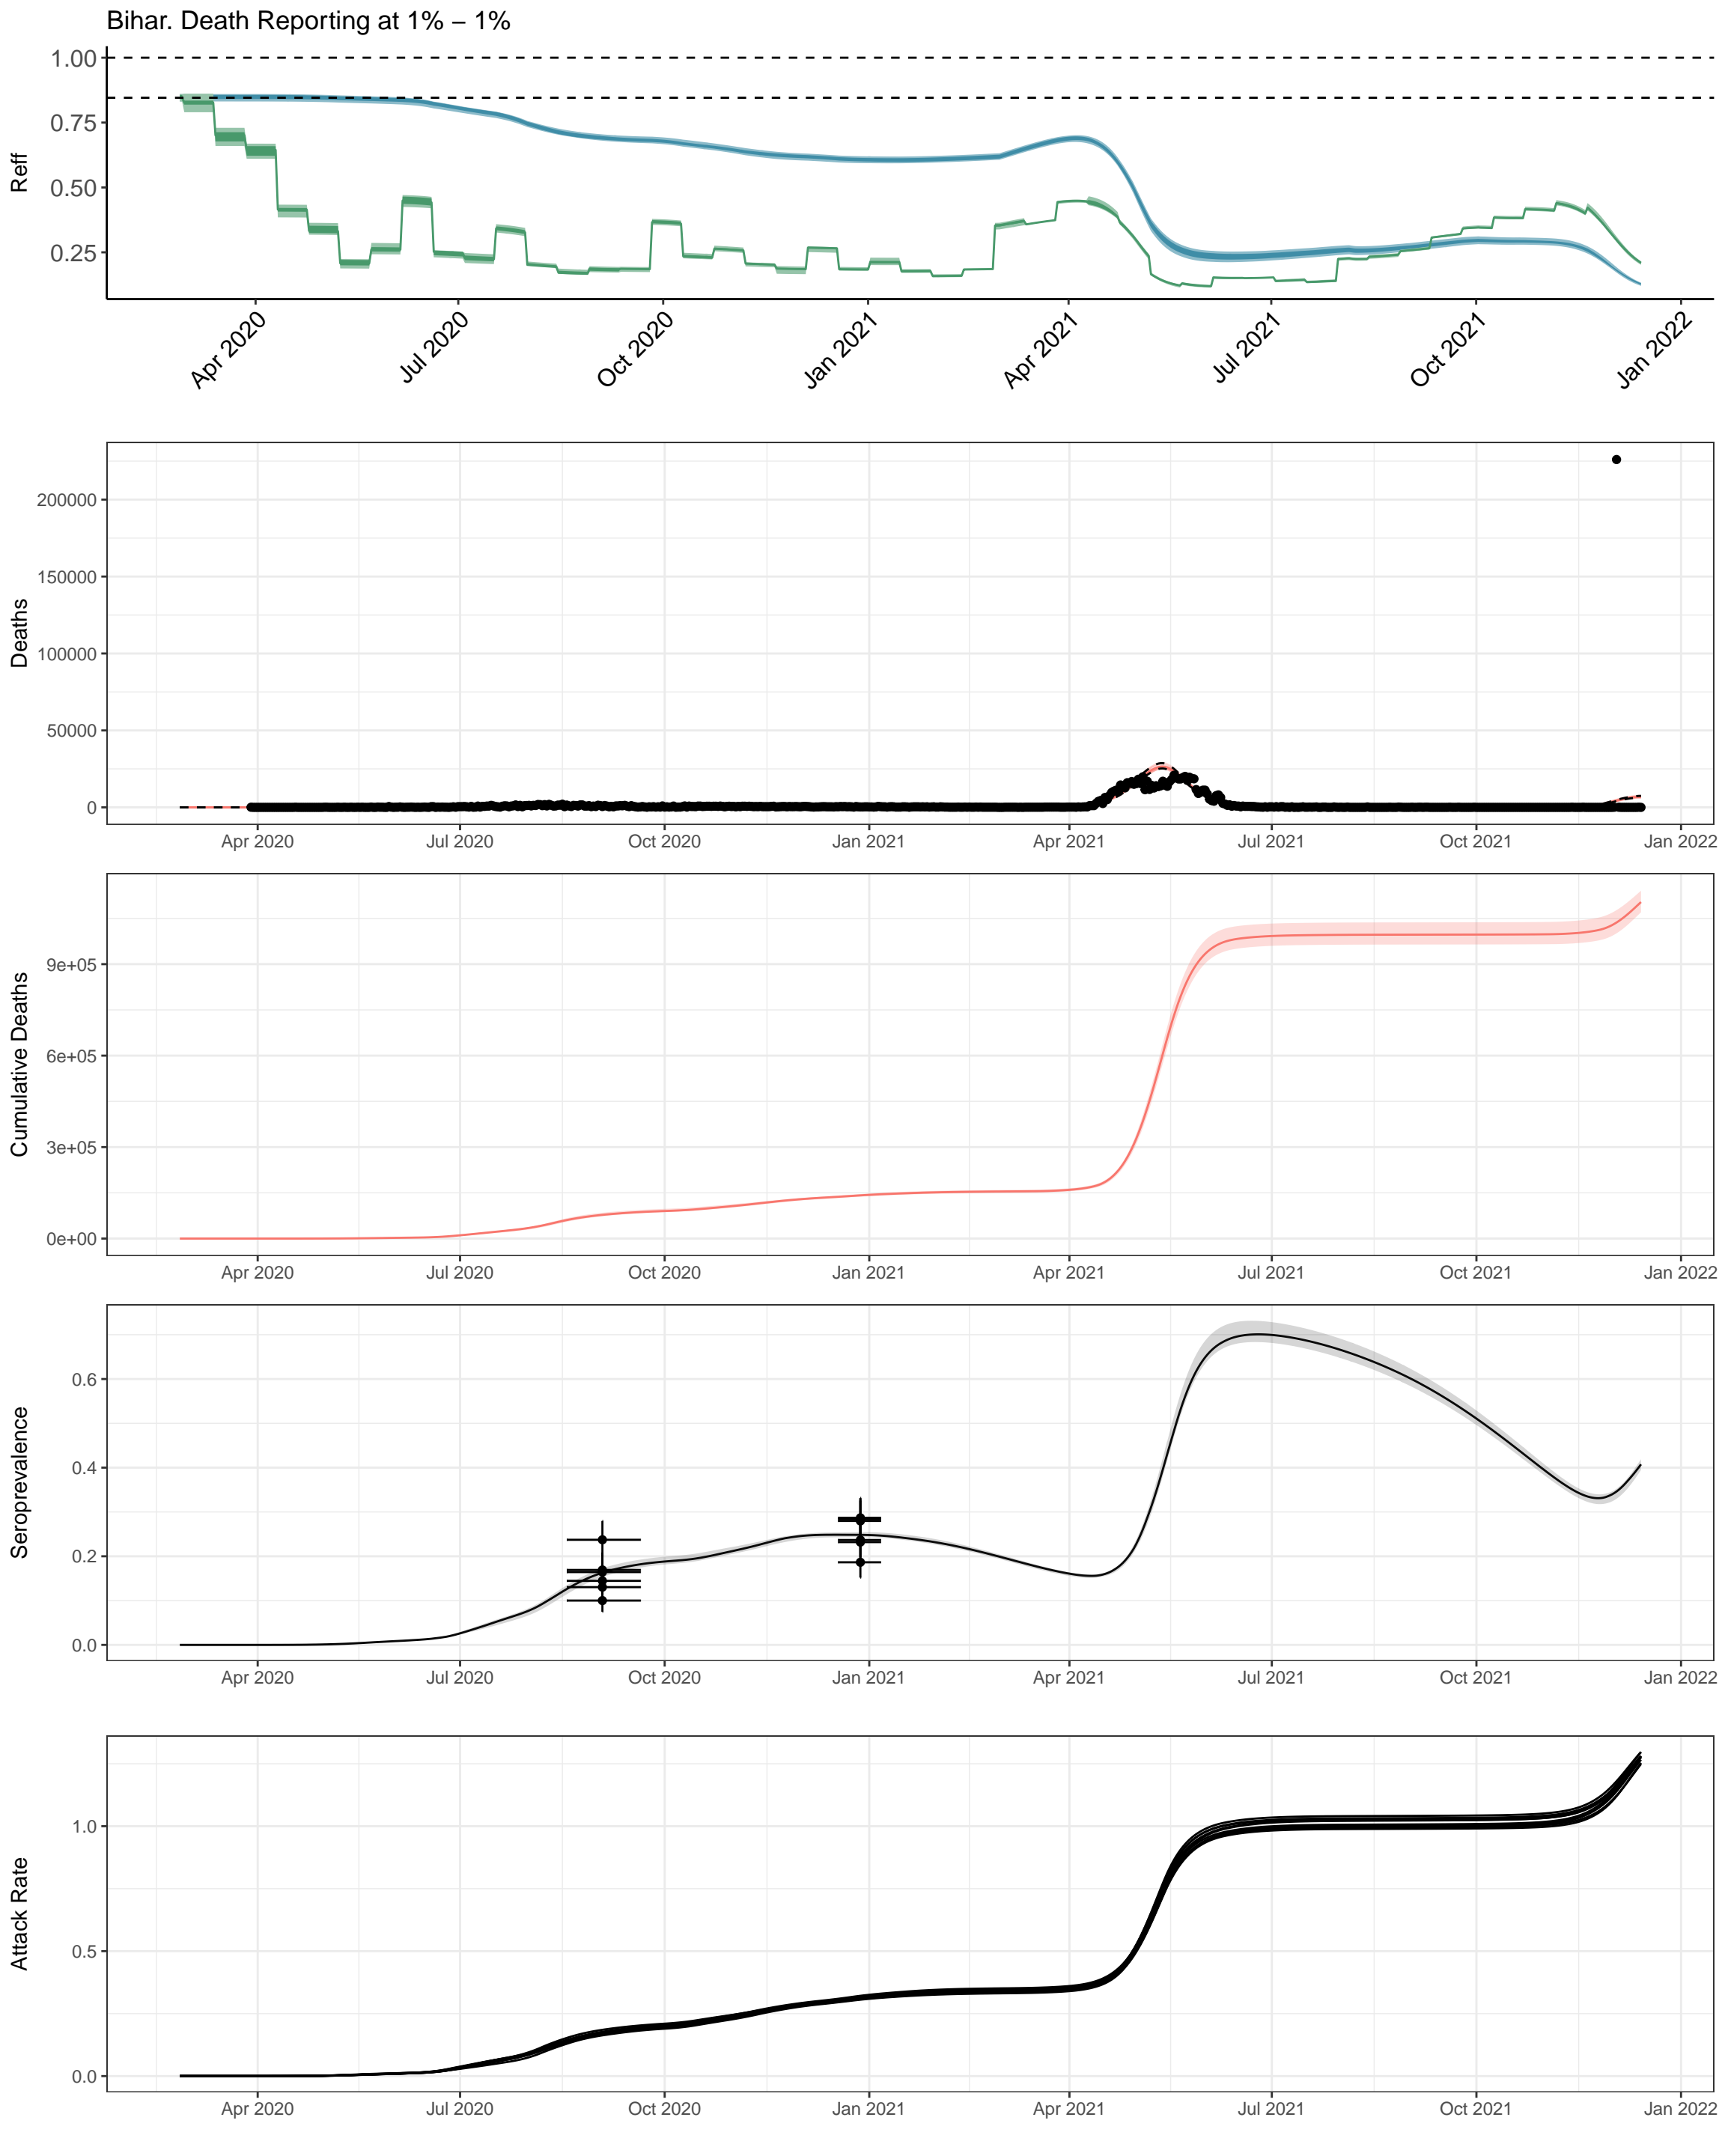 Bihar. Death Reporting at 1% – 1%
Reff
1.00
0.75
0.50
0.25
Apr 2020 Jul 2020 Oct 2020 Jan 2021 Apr 2021 Jul 2021 Oct 2021 Jan 2022
Deaths
200000
150000
100000
50000
0
Apr 2020 Jul 2020 Oct 2020 Jan 2021 Apr 2021 Jul 2021 Oct 2021 Jan 2022
Cumulative Deaths
9e+05
6e+05
3e+05
0e+00
Apr 2020 Jul 2020 Oct 2020 Jan 2021 Apr 2021 Jul 2021 Oct 2021 Jan 2022
Seroprevalence
0.6
0.4
0.2
0.0
Apr 2020 Jul 2020 Oct 2020 Jan 2021 Apr 2021 Jul 2021 Oct 2021 Jan 2022
Attack Rate
1.0
0.5
0.0
Apr 2020 Jul 2020 Oct 2020 Jan 2021 Apr 2021 Jul 2021 Oct 2021 Jan 2022